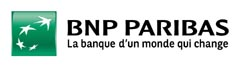 BNP PARIBAS
La banque d'un monde qui change